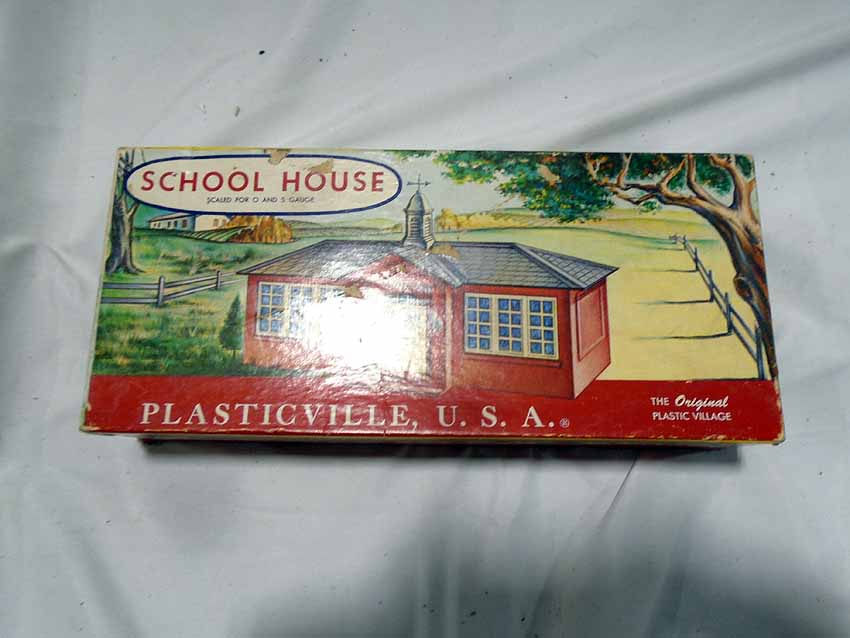 SCHOOL HOUSE
SCALED FOR O AND S GAUGE
PLASTICVILLE, U. S. A.®
THE Original
PLASTIC VILLAGE